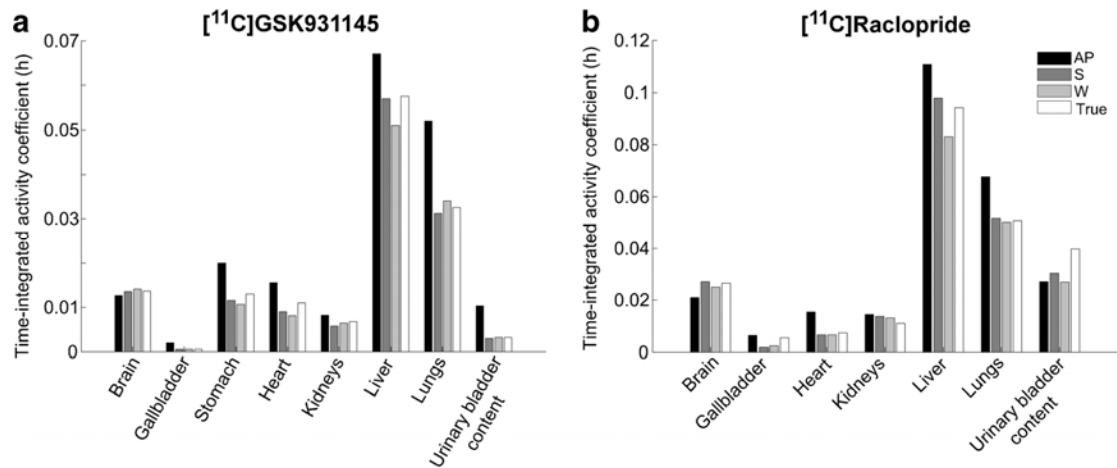 a
[¹¹C]GSK931145
Time-integrated activity coefficient (h)
0.07
0.05
0.03
0.01
0
Brain
Gallbladder
Stomach
Heart
Kidneys
Liver
Lungs
Urinary bladder
content
b
[¹¹C]Raclopride
Time-integrated activity coefficient (h)
0.12
0.1
0.08
0.06
0.04
0.02
0
AP
S
W
True
Brain
Gallbladder
Heart
Kidneys
Liver
Lungs
Urinary bladder
content